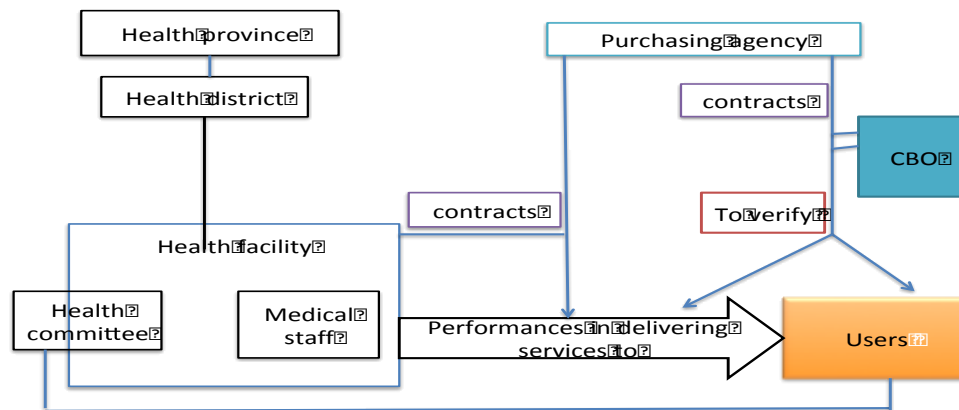 Health province
Purchasing agency
Health district
contracts
CBO
contracts
To verify
Health facility
Health
committee
Medical
staff
Performances in delivering
services to
Users